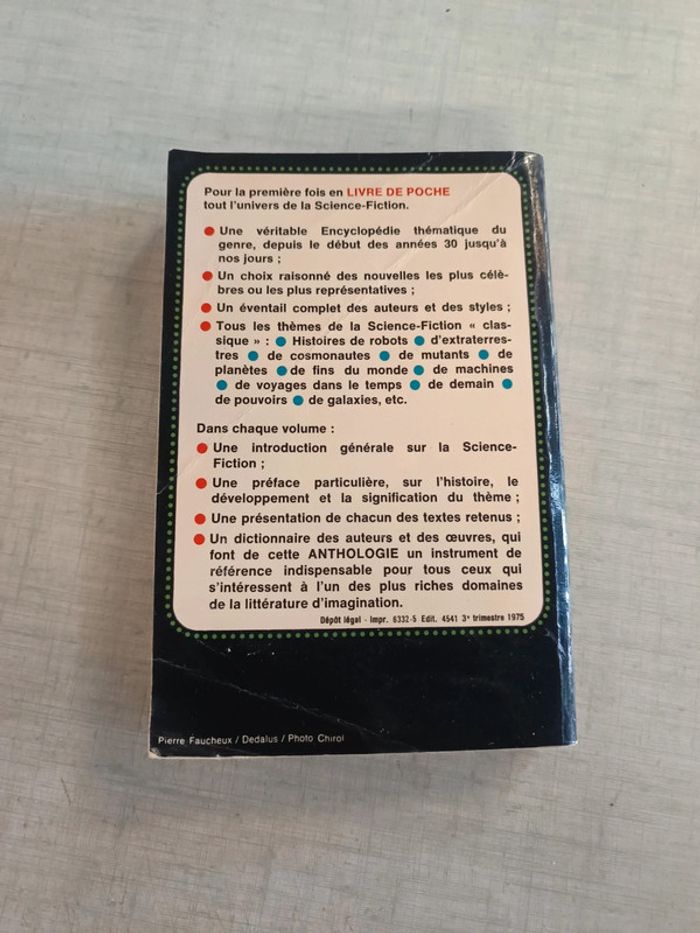 Pour la première fois en LIVRE DE POCHE
tout l'univers de la Science-Fiction.
● Une véritable Encyclopédie thématique du
genre, depuis le début des années 30 jusqu'à
nos jours ;
● Un choix raisonné des nouvelles les plus célè-
bres ou les plus représentatives ;
● Un éventail complet des auteurs et des styles ;
● Tous les thèmes de la Science-Fiction « clas-
sique » : ● Histoires de robots ● d'extraterres-
tres ● de cosmonautes ● de mutants ● de
planètes ● de fins du monde ● de machines
● de voyages dans le temps ● de demain ●
de pouvoirs ● de galaxies, etc.
Dans chaque volume :
● Une introduction générale sur la Science-
Fiction ;
● Une préface particulière, sur l'histoire, le
développement et la signification du thème ;
● Une présentation de chacun des textes retenus ;
● Un dictionnaire des auteurs et des œuvres, qui
font de cette ANTHOLOGIE un instrument de
référence indispensable pour tous ceux qui
s'intéressent à l'un des plus riches domaines
de la littérature d'imagination.
Dépôt légal - Impr. 6332-5 Edit. 4541 3e trimestre 1975
Pierre Faucheux / Dedalus / Photo Chirol